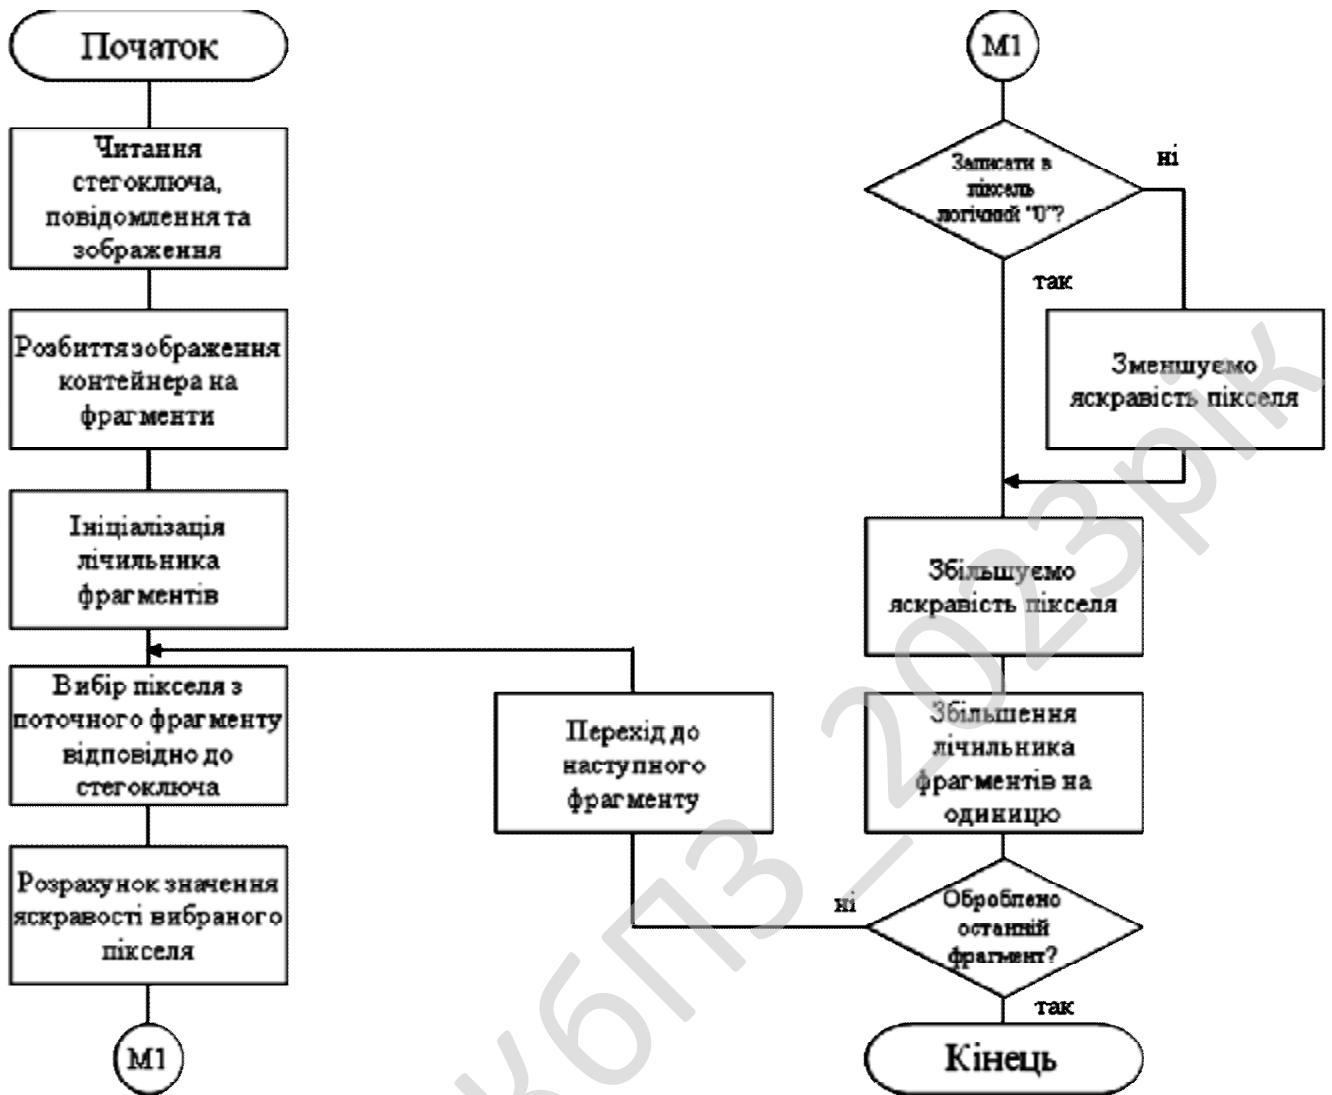 Початок
Читання
стегоключа,
повідомлення та
зображення
Розбиття зображення
контейнера на
фрагменти
Ініціалізація
лічильника
фрагментів
Вибір пікселя з
поточного фрагменту
відповідно до
стегоключа
Розрахунок значення
яскравості вибраного
пікселя
М1
Перехід до
наступного
фрагменту
М1
Записати в
піксель
логічний “0”?
ні
так
Зменшуємо
яскравість пікселя
Збільшуємо
яскравість пікселя
Збільшення
лічильника
фрагментів на
одиницю
Оброблено
останній
фрагмент?
ні
так
Кінець
КбПЗ_2023рік